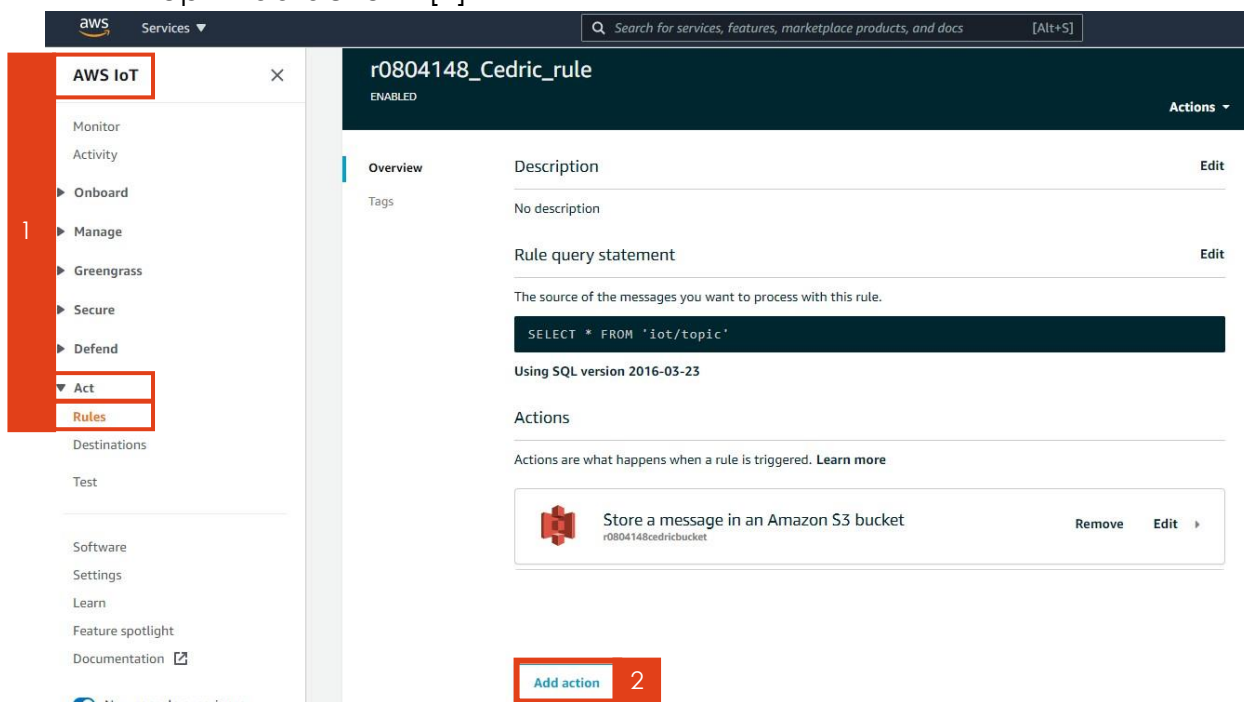 aws
Services ▼
Search for services, features, marketplace products, and docs [Alt+S]
1
AWS IoT
Monitor
Activity
Onboard
Manage
Greengrass
Secure
Defend
Act
Rules
Destinations
Test
Software
Settings
Learn
Feature spotlight
Documentation
r0804148_Cedric_rule
ENABLED
Actions
Overview
Tags
Description Edit
No description
Rule query statement Edit
The source of the messages you want to process with this rule.
SELECT * FROM 'iot/topic'
Using SQL version 2016-03-23
Actions
Actions are what happens when a rule is triggered. Learn more
Store a message in an Amazon S3 bucket
r0804148cedricbucket
Remove Edit
Add action 2